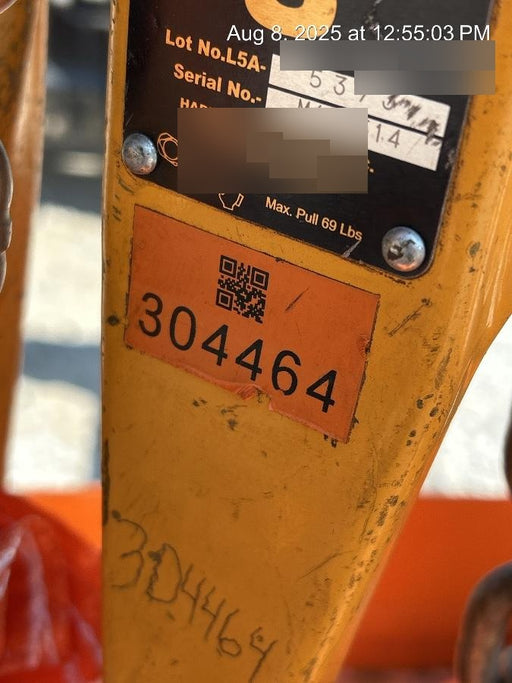 Aug 8, 2025 at 12:55:03 PM
Lot No.L5A-
Serial No.-
14
Max. Pull 69 Lbs
304464
304464